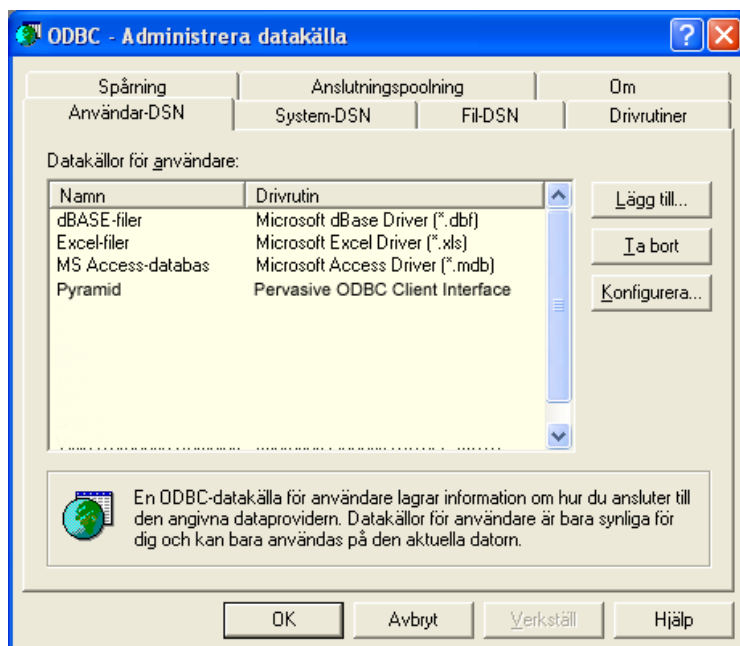 ODBC - Administrera datakälla
Spårning Anslutningspoolning Om
Användar-DSN System-DSN Fil-DSN Drivrutiner
Datakällor för användare:
Namn Drivrutin
dBASE-filer Microsoft dBase Driver (*.dbf)
Excel-filer Microsoft Excel Driver (*.xls)
MS Access-databas Microsoft Access Driver (*.mdb)
Pyramid Pervasive ODBC Client Interface
Lägg till...
Ta bort
Konfigurera...
En ODBC-datakälla för användare lagrar information om hur du ansluter till
den angivna dataprovidern. Datakällor för användare är bara synliga för
dig och kan bara användas på den aktuella datorn.
OK Avbryt Verkställ Hjälp